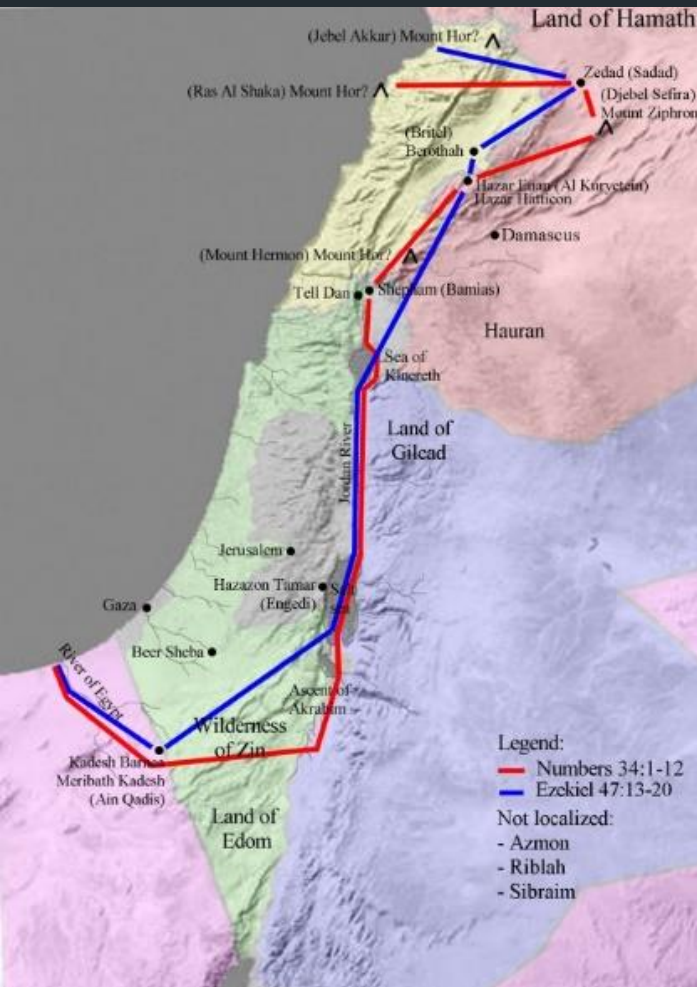 Land of Hamath
(Jebel Akkar) Mount Hor?
Zedad (Sadad)
(Ras Al Shaka) Mount Hor?
(Djebel Sefira)
Mount Ziphron
(Britel)
Berothah
Hazar Enan (Al Kurvetein)
Hazar Hatticon
Damascus
(Mount Hermon) Mount Hor?
Tell Dan
Shepham (Bamias)
Hauran
Sea of
Kinereth
Land of
Gilead
Jordan River
Jerusalem
Hazazon Tamar
(Engedi)
Gaza
Beer Sheba
River of Egypt
Ascent of
Akrabim
Wilderness
of Zin
Kadesh Barnea
Meribath Kadesh
(Ain Qadis)
Land of
Edom
Legend:
Numbers 34:1-12
Ezekiel 47:13-20
Not localized:
- Azmon
- Riblah
- Sibraim